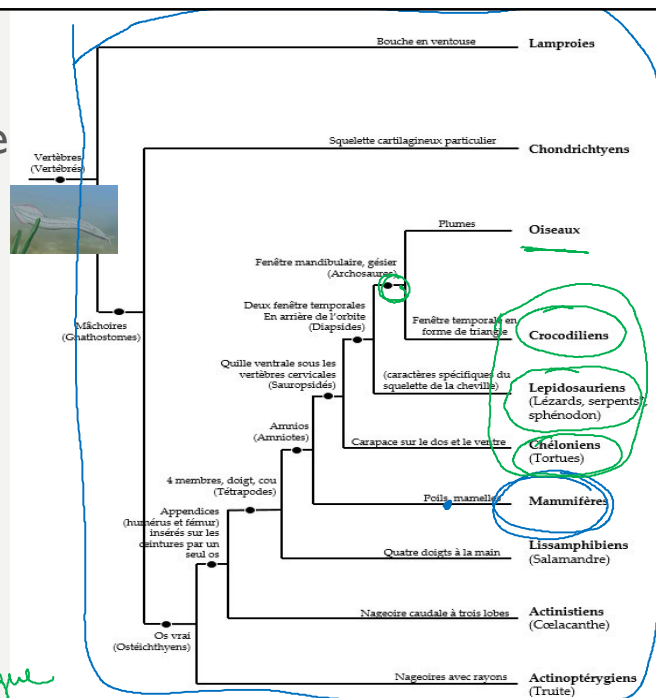 Bouche en ventouse
Lamproies
e
Squelette cartilagineux particulier
Chondrichtyens
Vertèbres
(Vertébrés)
Plumes
Oiseaux
Fenêtre mandibulaire, gésier
(Archosaures)
Mâchoires
(Gnathostomes)
Deux fenêtre temporales
En arrière de l'orbite
(Diapsides)
Fenêtre temporale en
forme de triangle
Crocodiliens
Quille ventrale sous les
vertèbres cervicales
(Sauropsidés)
(caractères spécifiques du
squelette de la cheville)
Lepidosauriens
(Lézards, serpents,
sphénodon)
Amnios
(Amniotes)
Carapace sur le dos et le ventre
Chéloniens
(Tortues)
4 membres, doigt, cou
(Tétrapodes)
Poils, mamelles
Mammifères
Appendices
(humérus et fémur)
insérés sur les
ceintures par un
seul os
Quatre doigts à la main
Lissamphibiens
(Salamandre)
Nageoire caudale à trois lobes
Actinistiens
(Cœlacanthe)
Os vrai
(Ostéichthyens)
Nageoires avec rayons
Actinoptérygiens
(Truite)
que